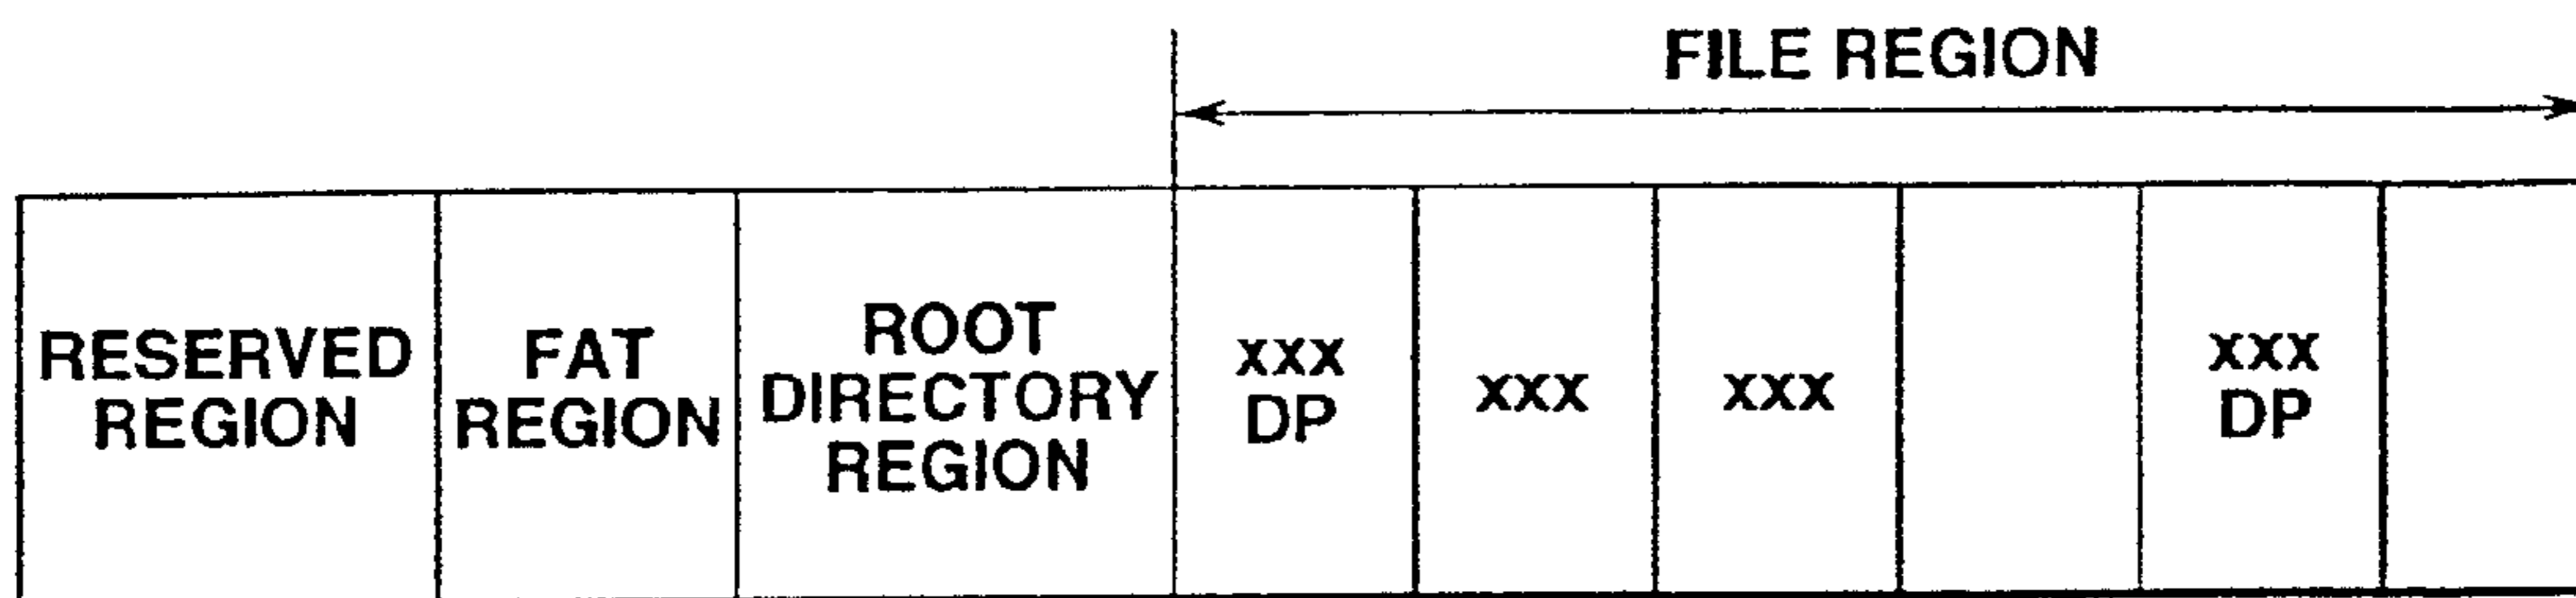 FILE REGION
RESERVED
REGION
FAT
REGION
ROOT
DIRECTORY
REGION
xxx
DP
xxx
xxx
xxx
DP